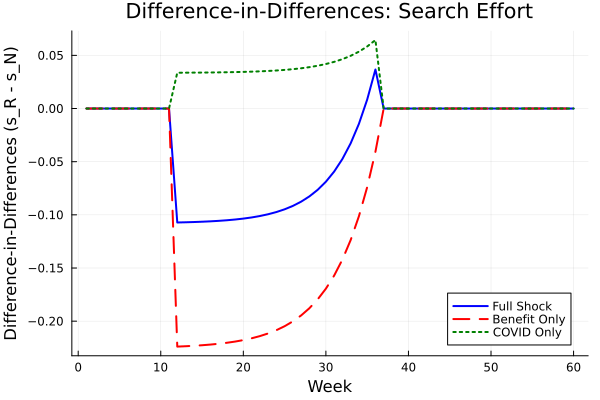 Difference-in-Differences: Search Effort
Difference-in-Differences (s_R - s_N)
0.05
0.00
−0.05
−0.10
−0.15
−0.20
0 10 20 30 40 50 60
Week
Full Shock
Benefit Only
COVID Only